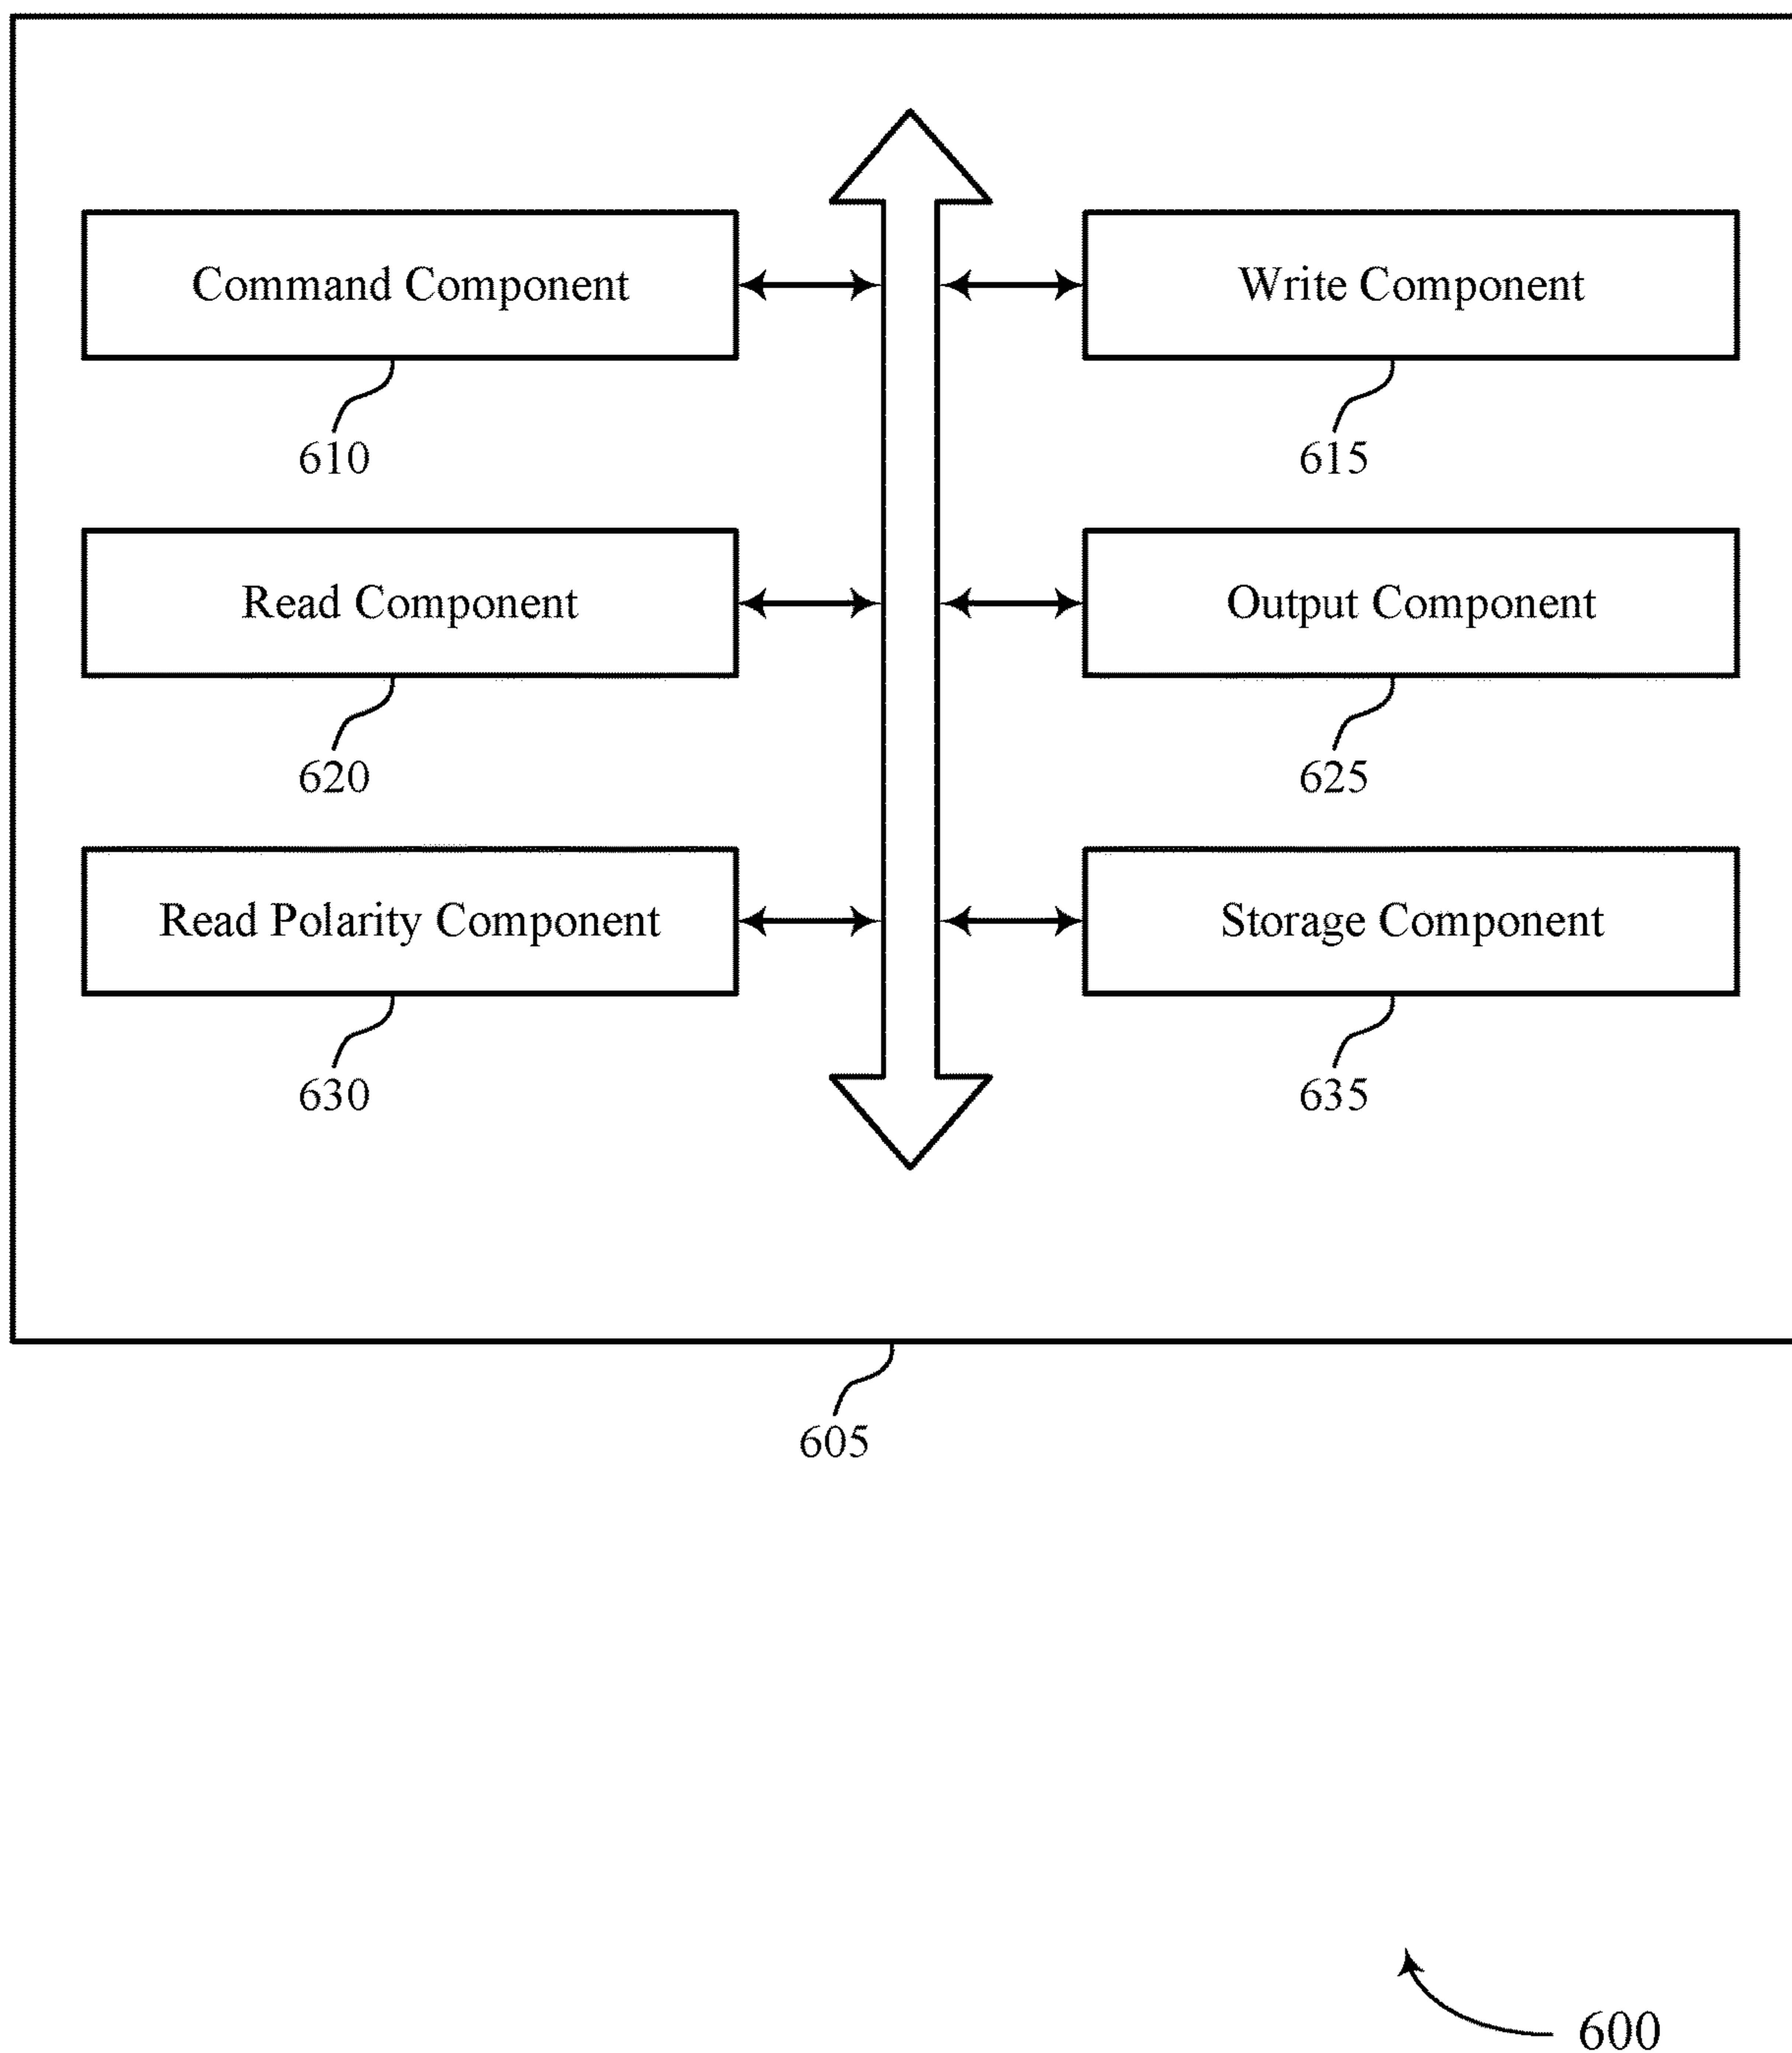 Command Component
Write Component
610
615
Read Component
Output Component
620
625
Read Polarity Component
Storage Component
630
635
605
600